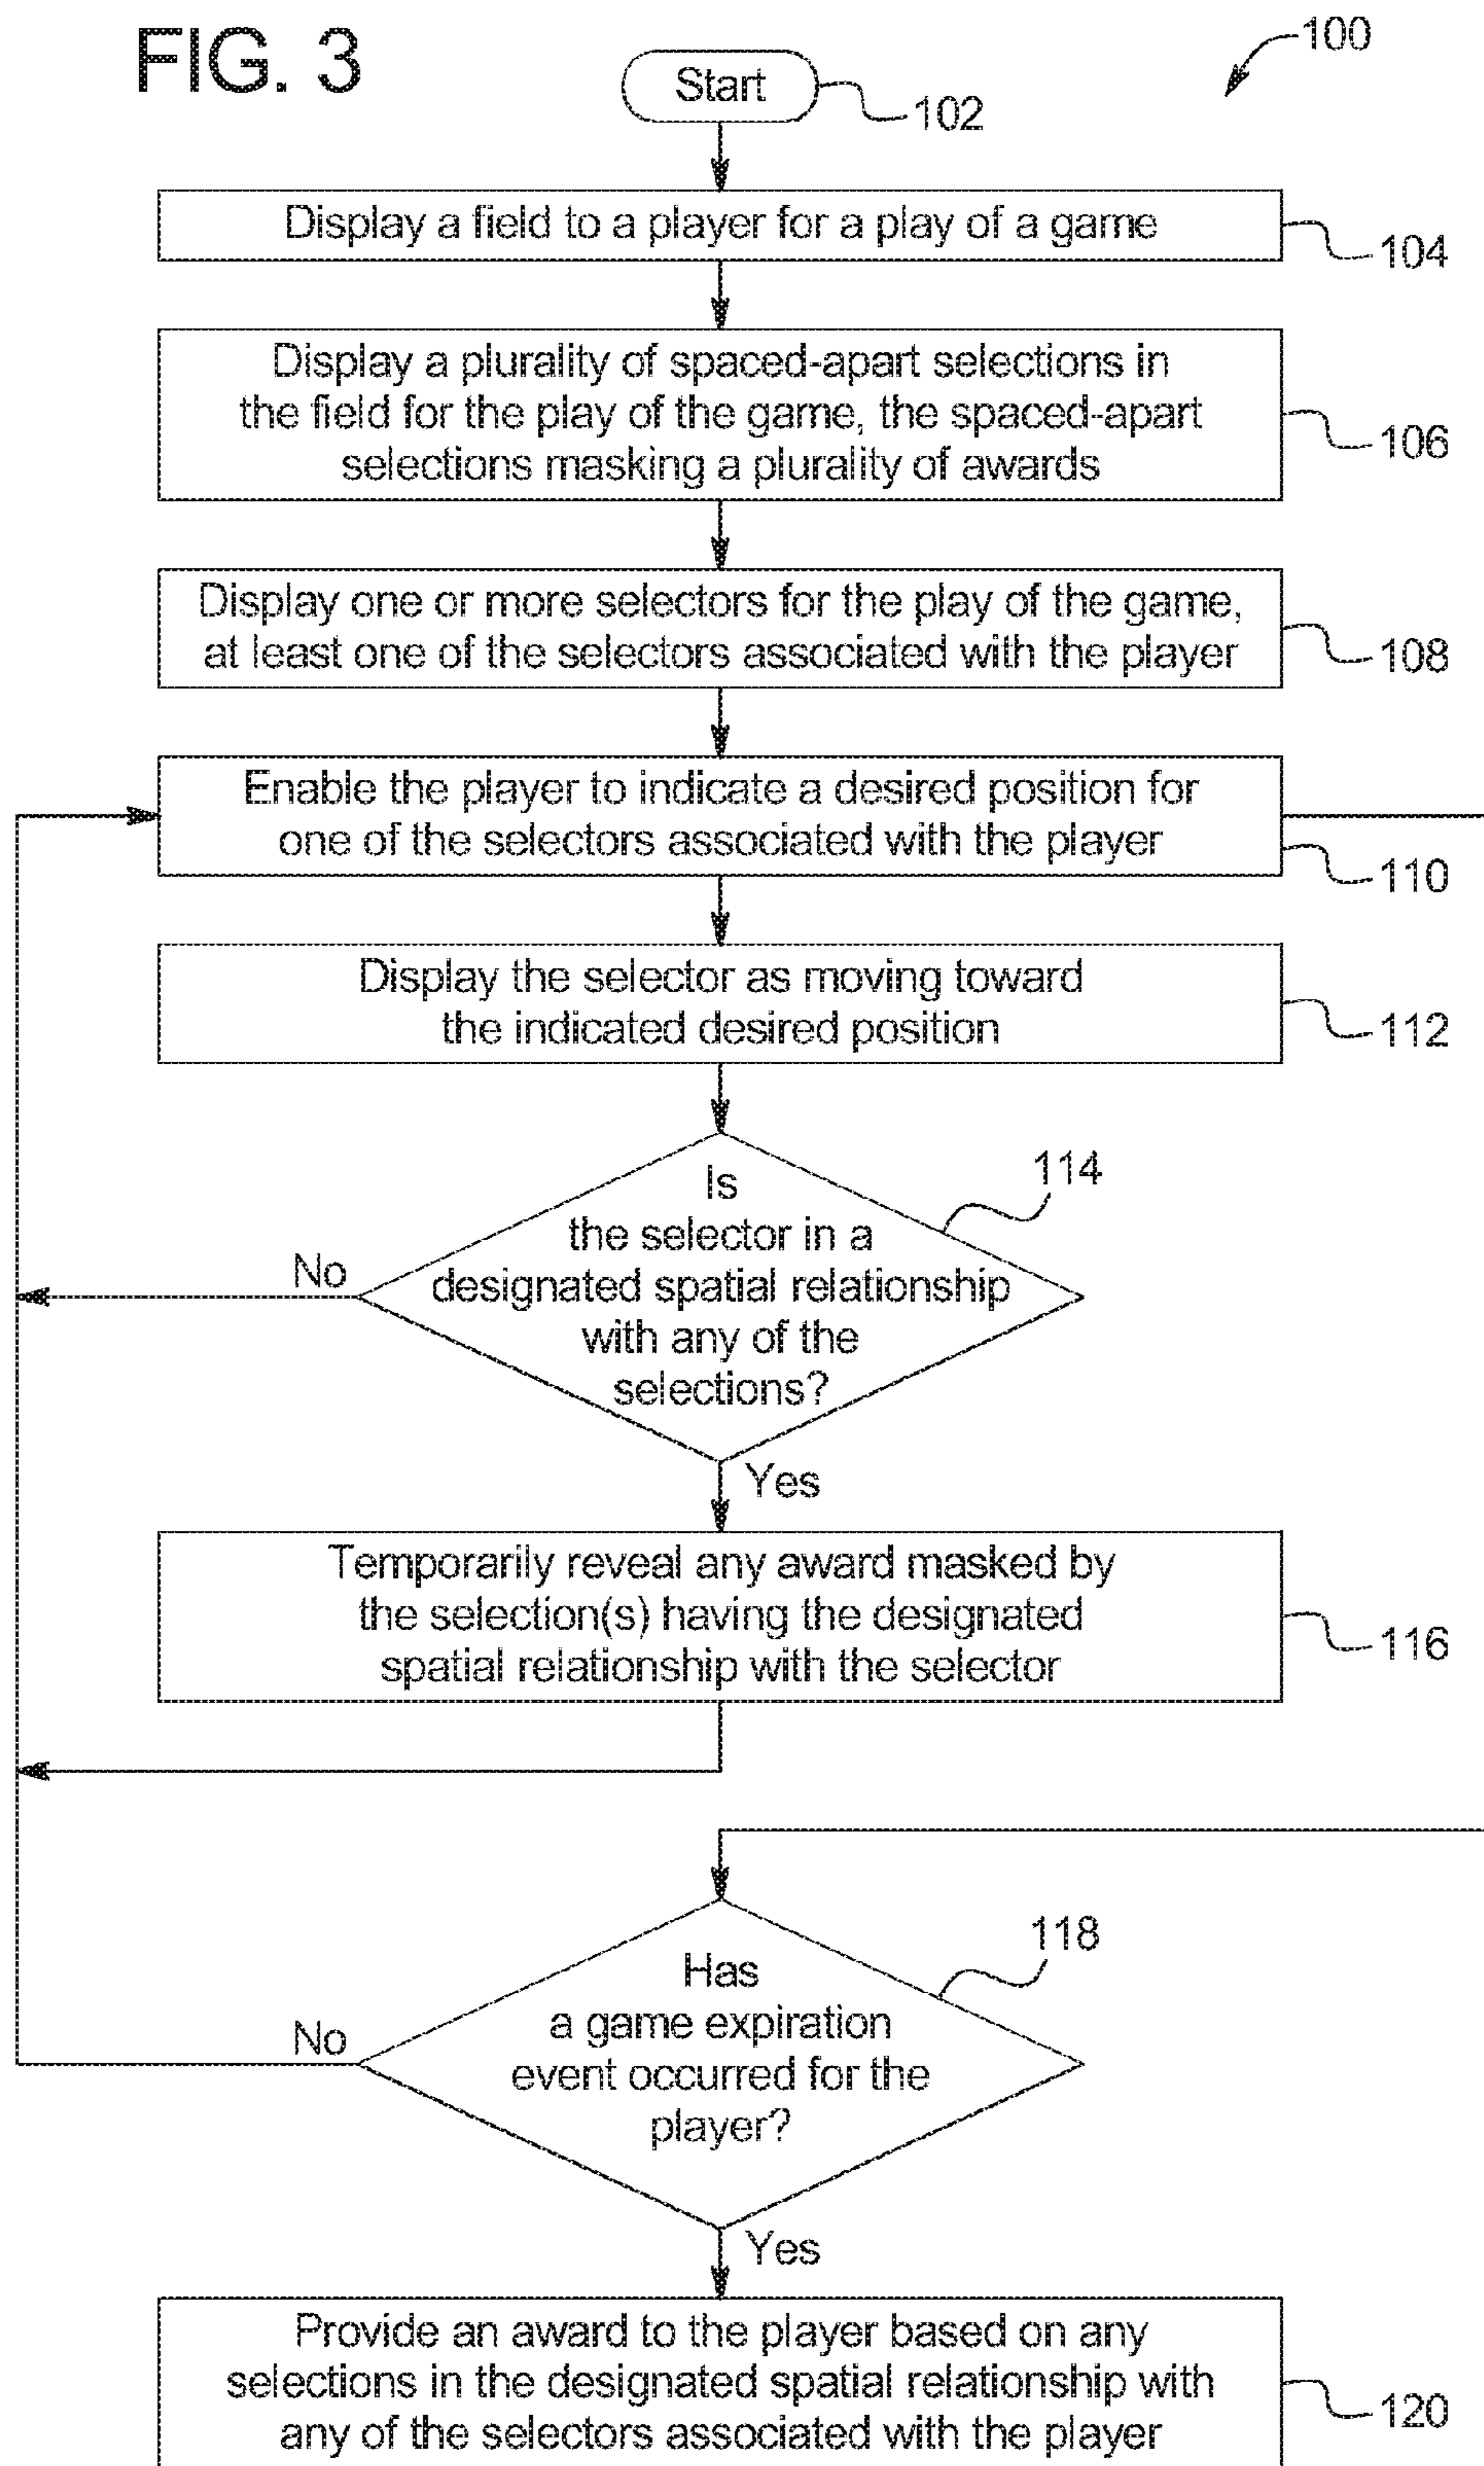 FIG. 3
100
Start
102
Display a field to a player for a play of a game
104
Display a plurality of spaced-apart selections in
the field for the play of the game, the spaced-apart
selections masking a plurality of awards
106
Display one or more selectors for the play of the game,
at least one of the selectors associated with the player
108
Enable the player to indicate a desired position for
one of the selectors associated with the player
110
Display the selector as moving toward
the indicated desired position
112
114
Is
the selector in a
designated spatial relationship
with any of the
selections?
No
Yes
Temporarily reveal any award masked by
the selection(s) having the designated
spatial relationship with the selector
116
118
Has
a game expiration
event occurred for the
player?
No
Yes
Provide an award to the player based on any
selections in the designated spatial relationship with
any of the selectors associated with the player
120